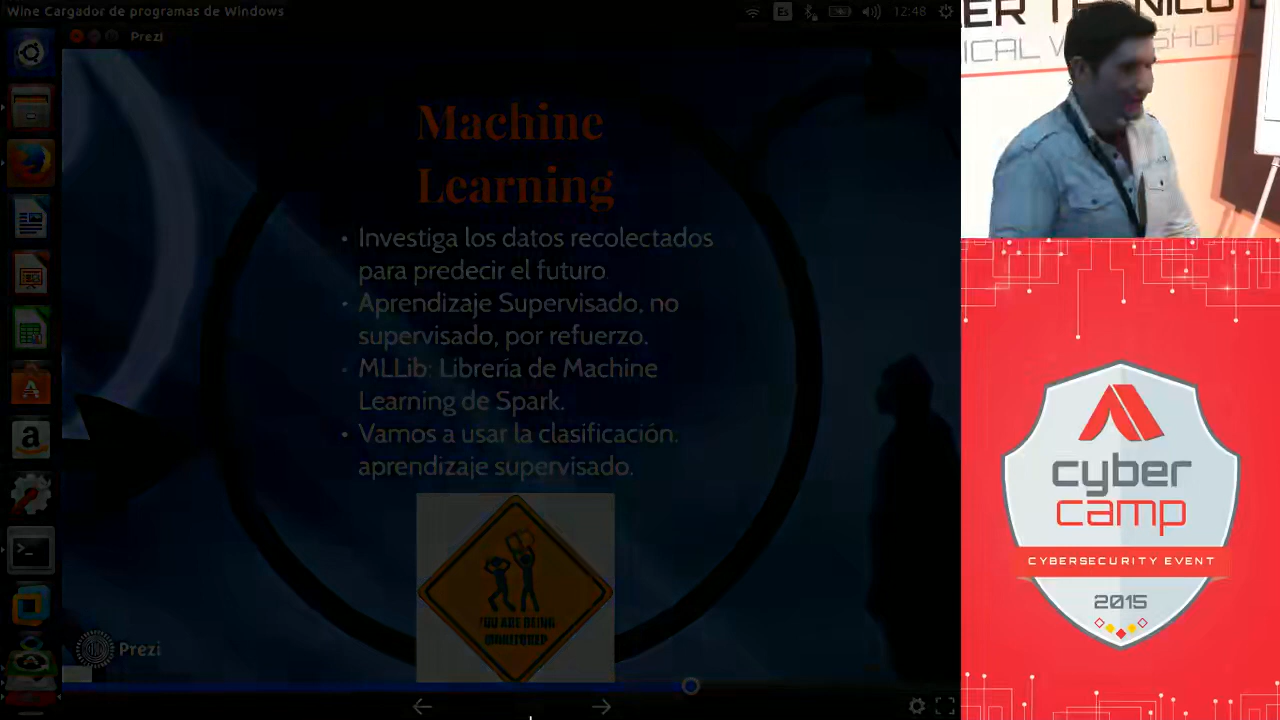 Wine Cargador de programas de Windows
Es
12:48
Prezi
Machine
Learning
• Investiga los datos recolectados
para predecir el futuro.
• Aprendizaje Supervisado, no
supervisado, por refuerzo.
• MLLib: Librería de Machine
Learning de Spark.
• Vamos a usar la clasificación:
aprendizaje supervisado.
YOU ARE BEING
MONITORED
Prezi
cyber
camp
CYBERSECURITY EVENT
2015